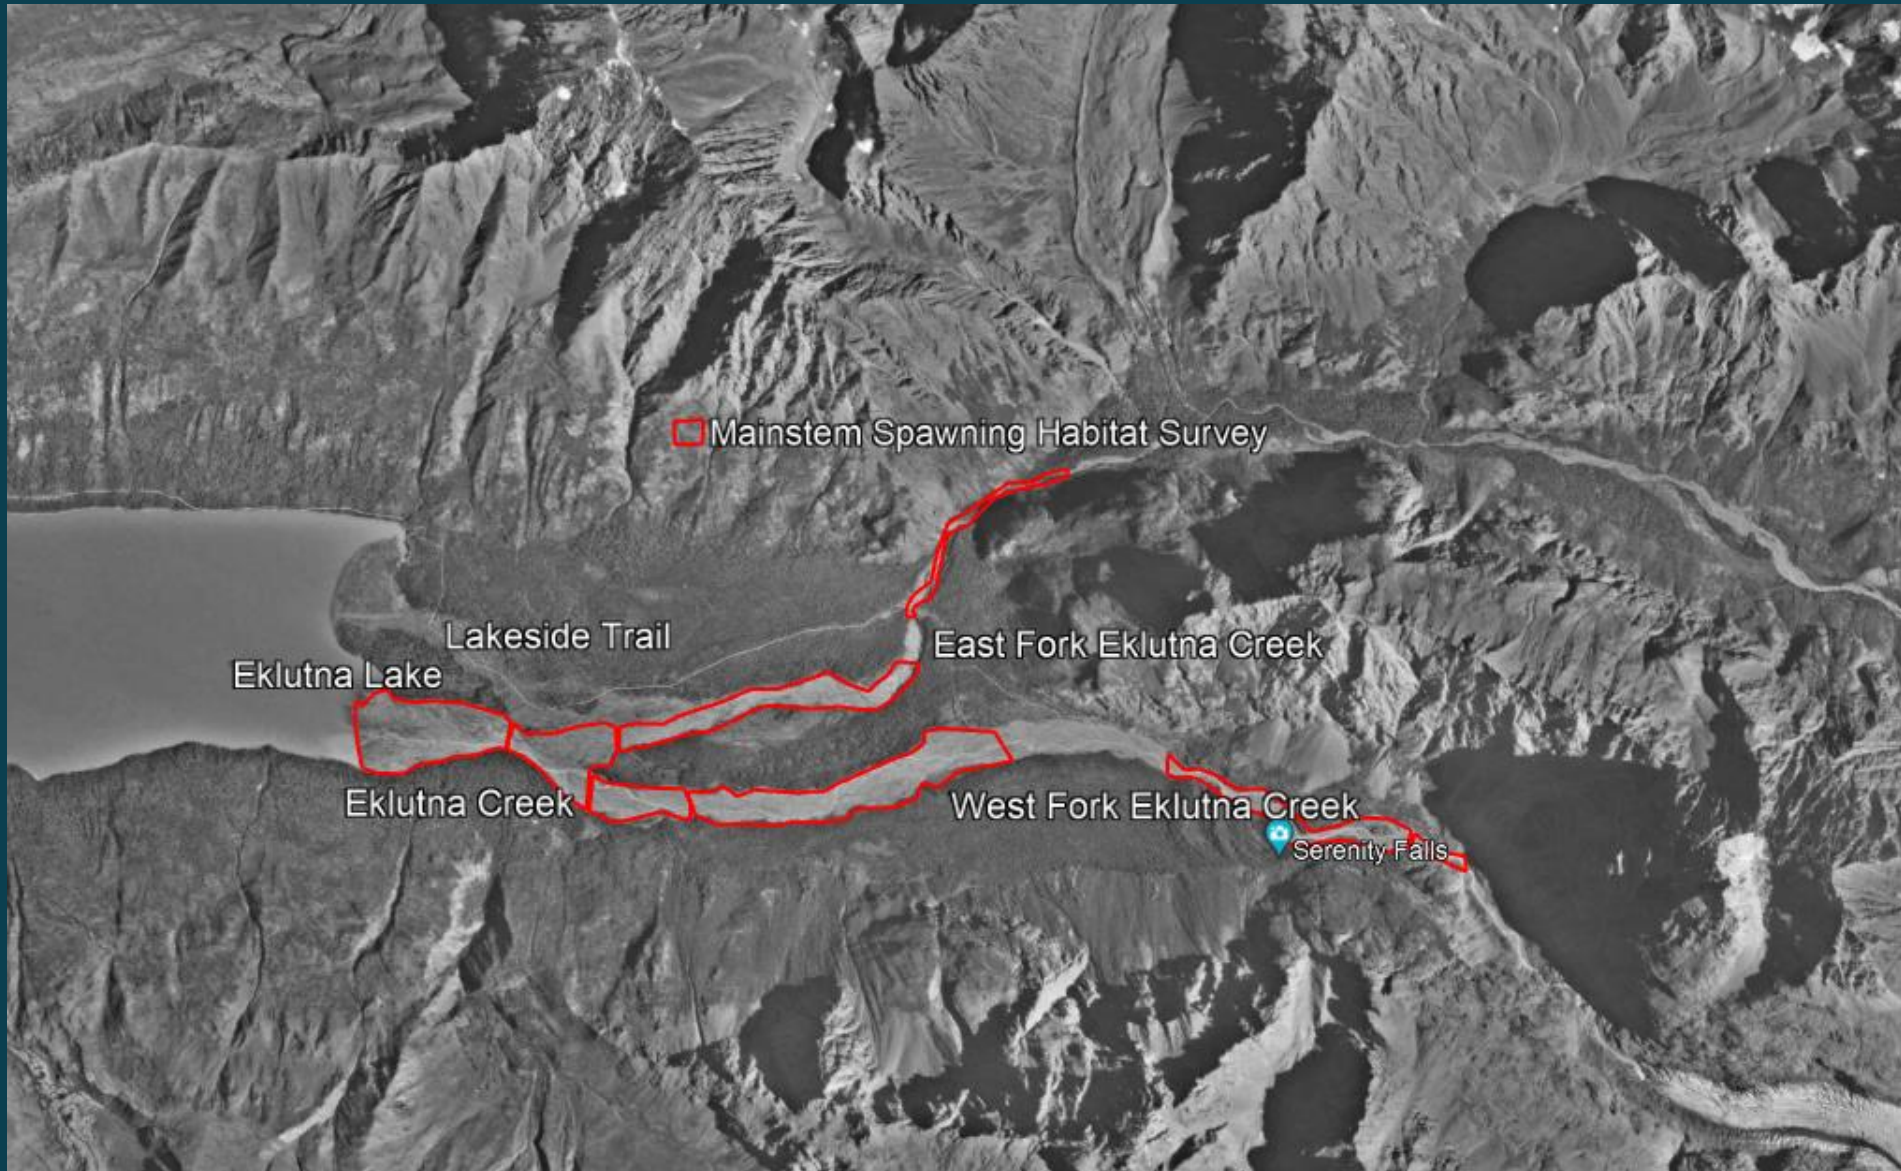 Mainstem Spawning Habitat Survey
Lakeside Trail
East Fork Eklutna Creek
Eklutna Lake
Eklutna Creek
West Fork Eklutna Creek
Serenity Falls